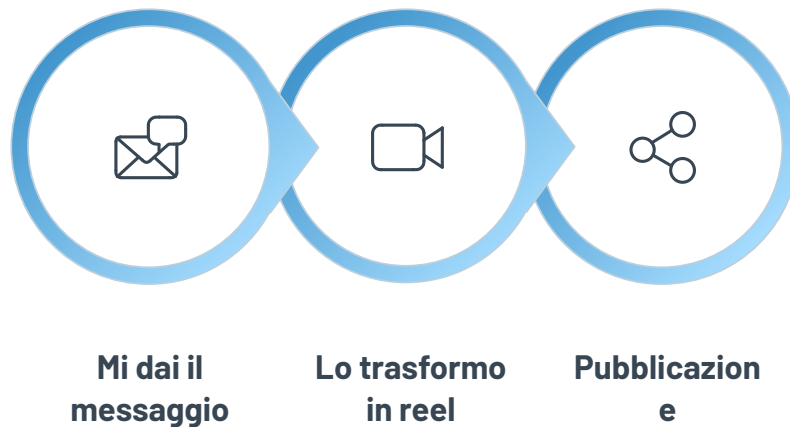 Mi dai il
messaggio
Lo trasformo
in reel
Pubblicazion
e